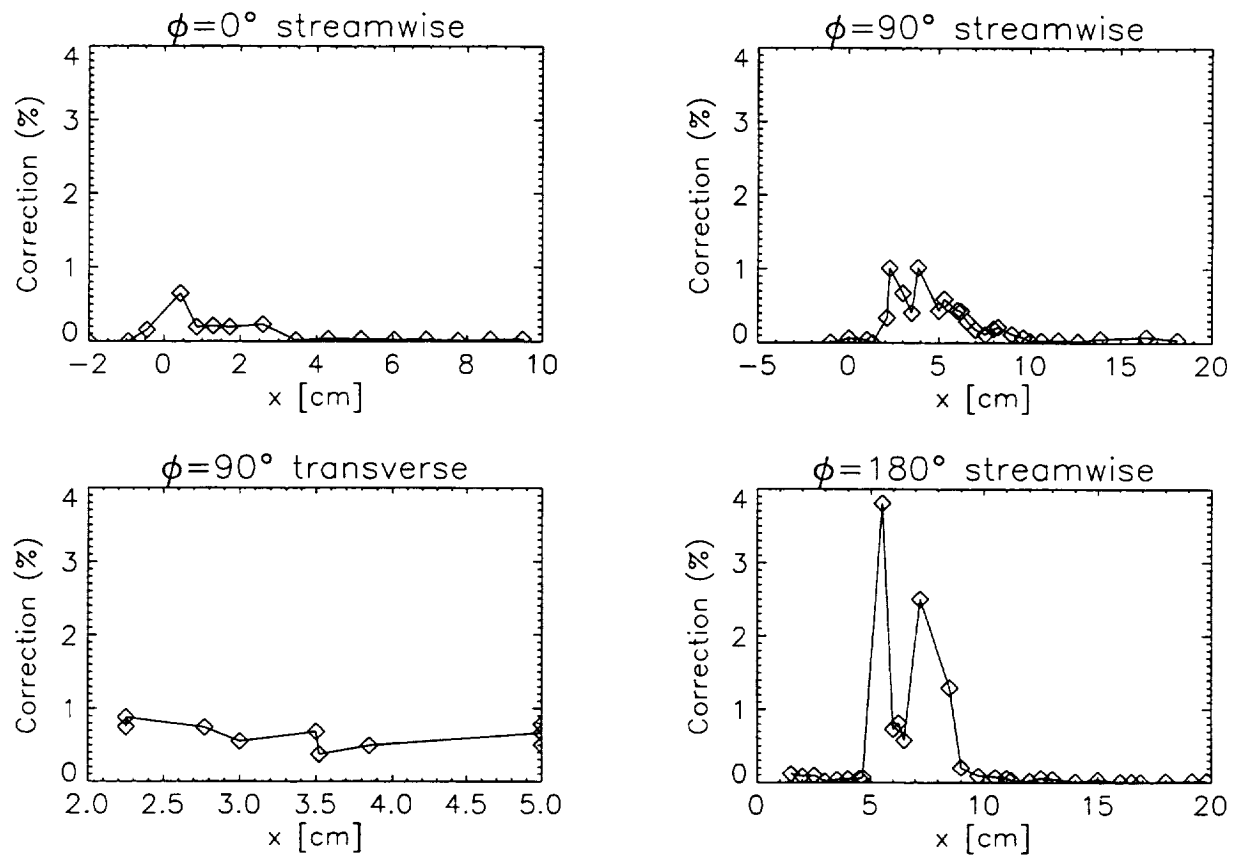 ϕ=0° streamwise
4
3
2
1
0
Correction (%)
−2 0 2 4 6 8 10
x [cm]
ϕ=90° streamwise
4
3
2
1
0
Correction (%)
−5 0 5 10 15 20
x [cm]
ϕ=90° transverse
4
3
2
1
0
Correction (%)
2.0 2.5 3.0 3.5 4.0 4.5 5.0
x [cm]
ϕ=180° streamwise
4
3
2
1
0
Correction (%)
0 5 10 15 20
x [cm]